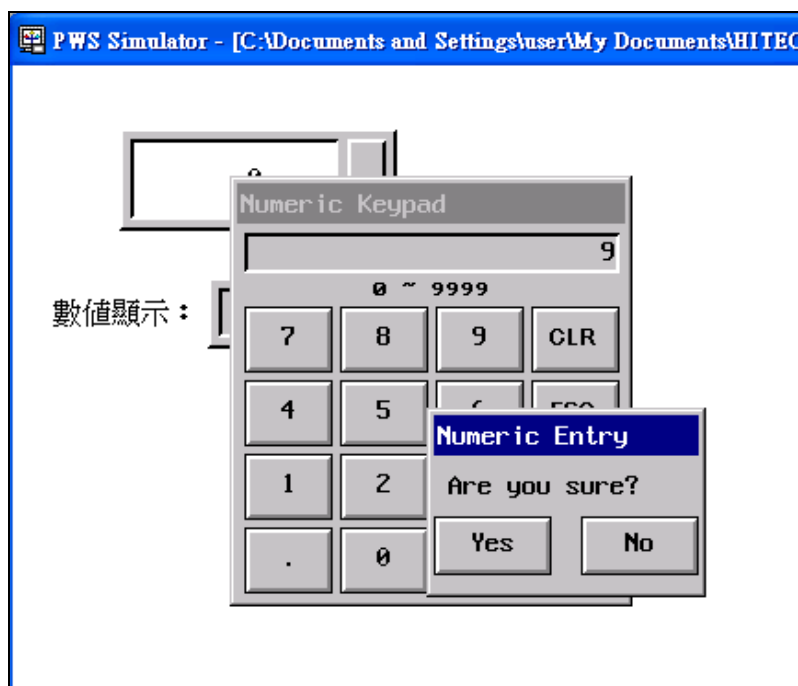 PWS Simulator - [C:\Documents and Settings\user\My Documents\HITEC
Numeric Keypad
9
0 ~ 9999
數值顯示：
7 8 9 CLR
4 5
Numeric Entry
1 2 Are you sure?
Yes No
. 0